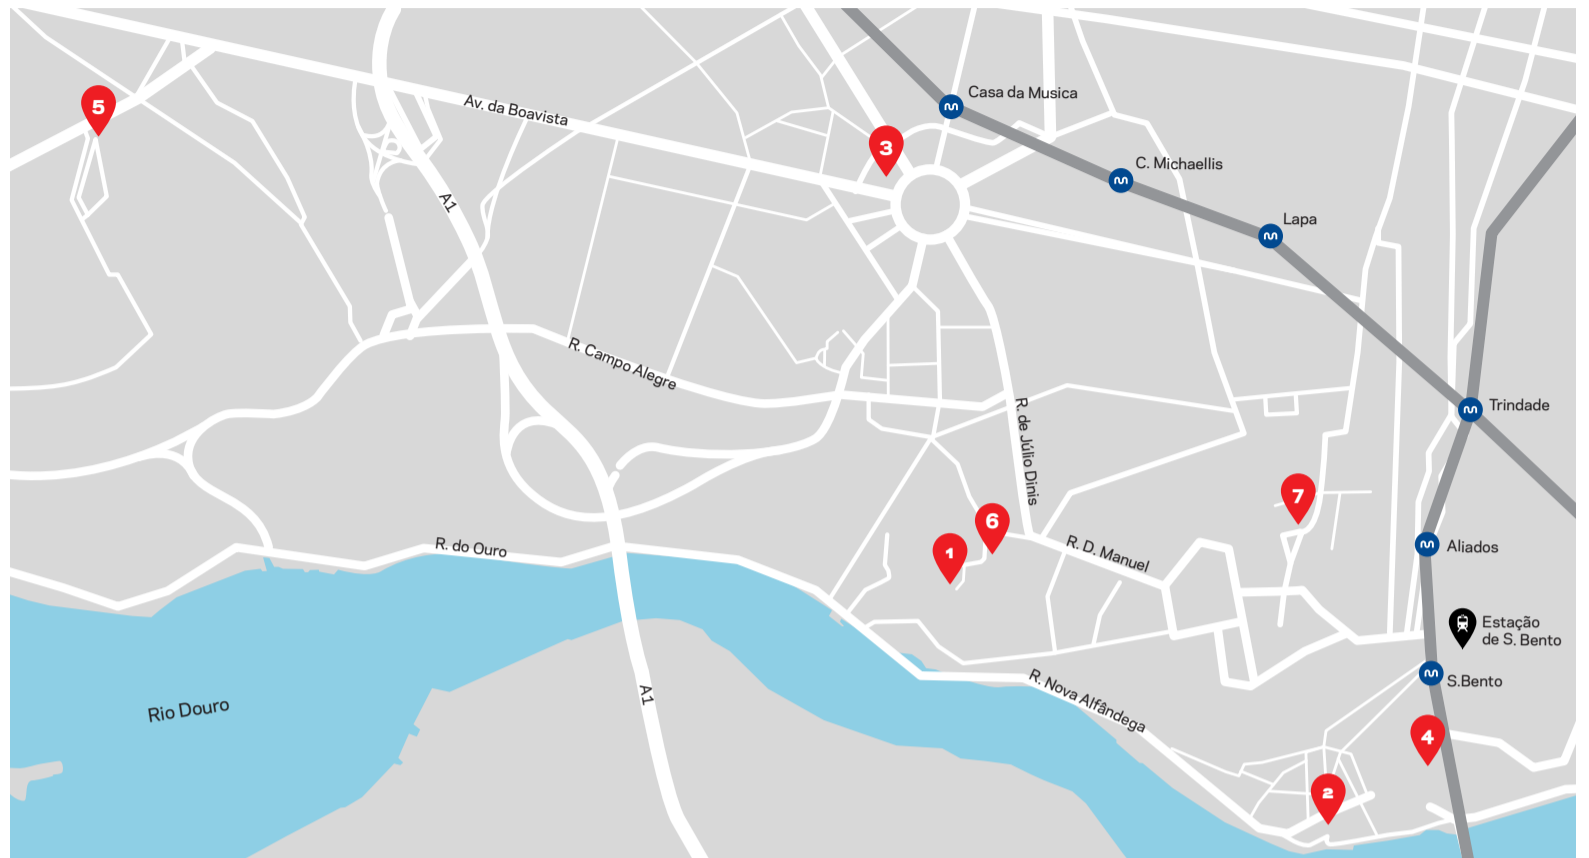 Casa da Musica
5
Av. da Boavista
3
C. Michaellis
A1
Lapa
R. Campo Alegre
R. de Júlio Dinis
Trindade
7
6
1
R. do Ouro
R. D. Manuel
Aliados
Estação
de S. Bento
S.Bento
A1
R. Nova Alfândega
Rio Douro
4
2